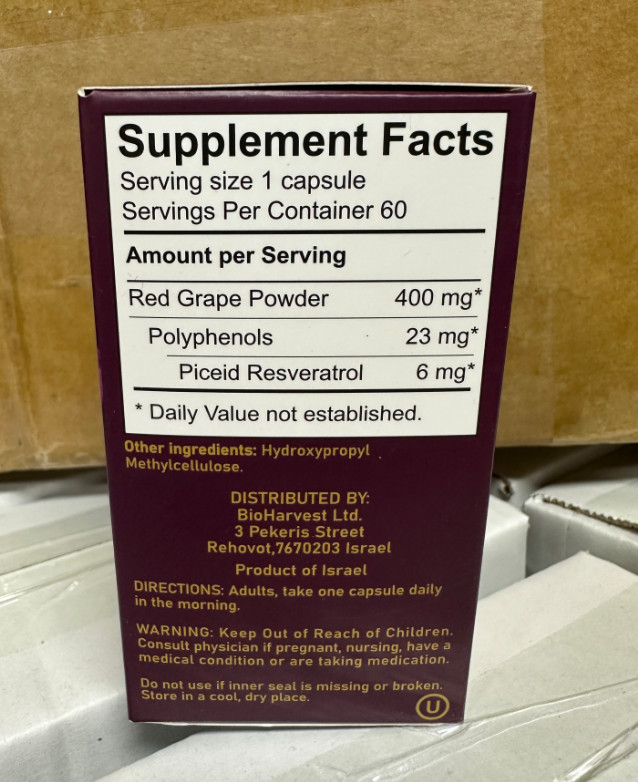 Supplement Facts
Serving size 1 capsule
Servings Per Container 60
Amount per Serving
Red Grape Powder 400 mg*
Polyphenols 23 mg*
Piceid Resveratrol 6 mg*
* Daily Value not established.
Other ingredients: Hydroxypropyl
Methylcellulose.
DISTRIBUTED BY:
BioHarvest Ltd.
3 Pekeris Street
Rehovot,7670203 Israel
Product of Israel
DIRECTIONS: Adults, take one capsule daily
in the morning.
WARNING: Keep Out of Reach of Children.
Consult physician if pregnant, nursing, have a
medical condition or are taking medication.
Do not use if inner seal is missing or broken.
Store in a cool, dry place.
U